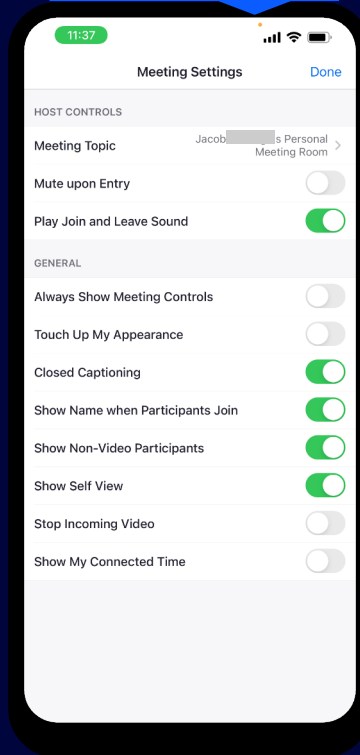 11:37
Meeting Settings
Done
HOST CONTROLS
Meeting Topic
Jacob s Personal
Meeting Room
Mute upon Entry
Play Join and Leave Sound
GENERAL
Always Show Meeting Controls
Touch Up My Appearance
Closed Captioning
Show Name when Participants Join
Show Non-Video Participants
Show Self View
Stop Incoming Video
Show My Connected Time